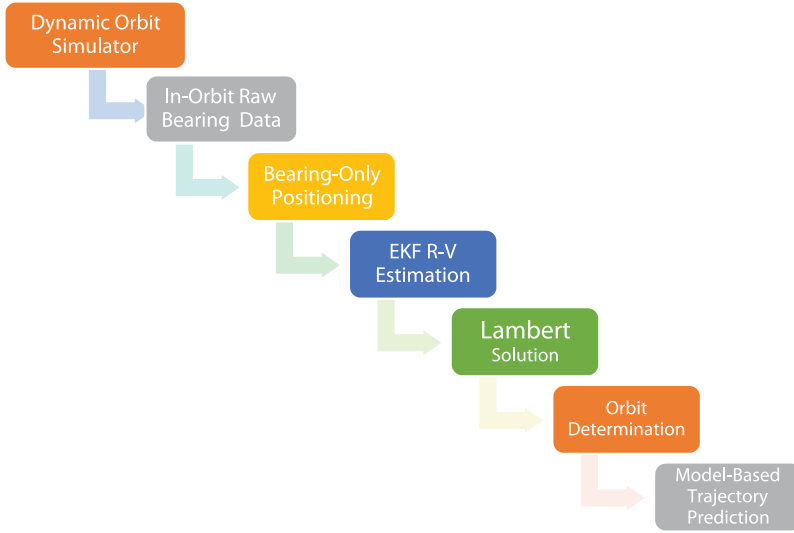 Dynamic Orbit
Simulator
In-Orbit Raw
Bearing Data
Bearing-Only
Positioning
EKF R-V
Estimation
Lambert
Solution
Orbit
Determination
Model-Based
Trajectory
Prediction